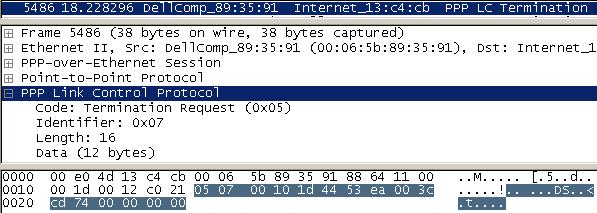 5486 18.228296 DellComp_89:35:91 Internet_13:c4:cb PPP LC Termination
Frame 5486 (38 bytes on wire, 38 bytes captured)
Ethernet II, Src: DellComp_89:35:91 (00:06:5b:89:35:91), Dst: Internet_1
PPP-over-Ethernet Session
Point-to-Point Protocol
PPP Link Control Protocol
Code: Termination Request (0x05)
Identifier: 0x07
Length: 16
Data (12 bytes)
0000 00 e0 4d 13 c4 cb 00 06 5b 89 35 91 88 64 11 00 ..M..... [.5..d..
0010 00 1d 00 12 c0 21 05 07 00 10 1d 44 53 ea 00 3c .....!.. ...DS..<
0020 cd 74 00 00 00 00 .t....